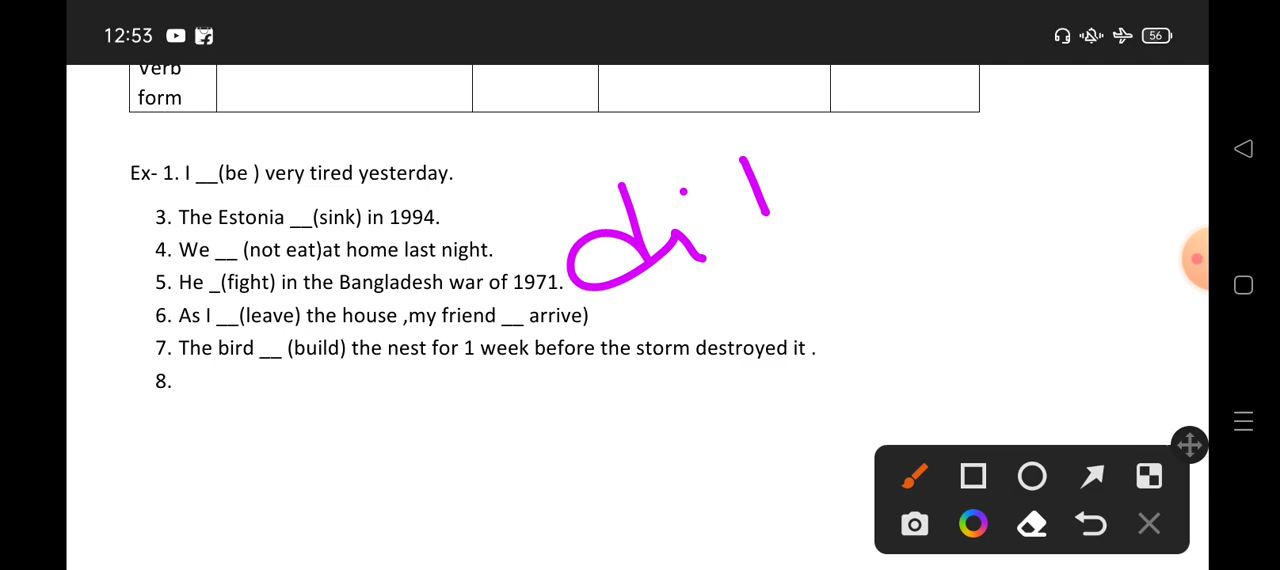 12:53
56
verb
form
Ex- 1. I __(be ) very tired yesterday.
3. The Estonia __(sink) in 1994.
4. We __ (not eat)at home last night.
5. He _(fight) in the Bangladesh war of 1971.
6. As I __(leave) the house ,my friend __ arrive)
7. The bird __ (build) the nest for 1 week before the storm destroyed it .
8.
di